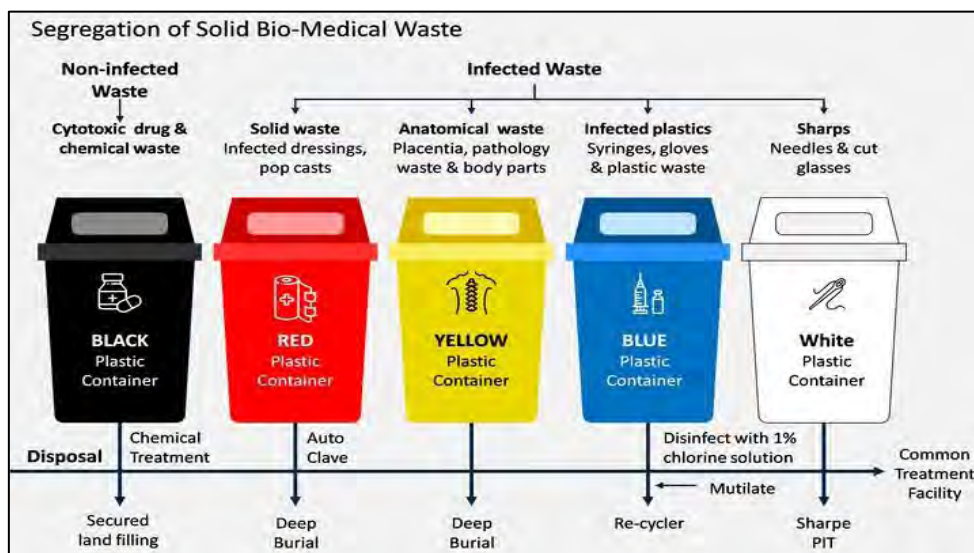 Segregation of Solid Bio-Medical Waste
Non-infected
Waste
Infected Waste
Cytotoxic drug &
chemical waste
Solid waste
Infected dressings,
pop casts
Anatomical waste
Placentia, pathology
waste & body parts
Infected plastics
Syringes, gloves
& plastic waste
Sharps
Needles & cut
glasses
BLACK
Plastic
Container
RED
Plastic
Container
YELLOW
Plastic
Container
BLUE
Plastic
Container
White
Plastic
Container
Disposal
Chemical
Treatment
Auto
Clave
Disinfect with 1%
chlorine solution
Mutilate
Common
Treatment
Facility
Secured
land filling
Deep
Burial
Deep
Burial
Re-cycler
Sharpe
PIT